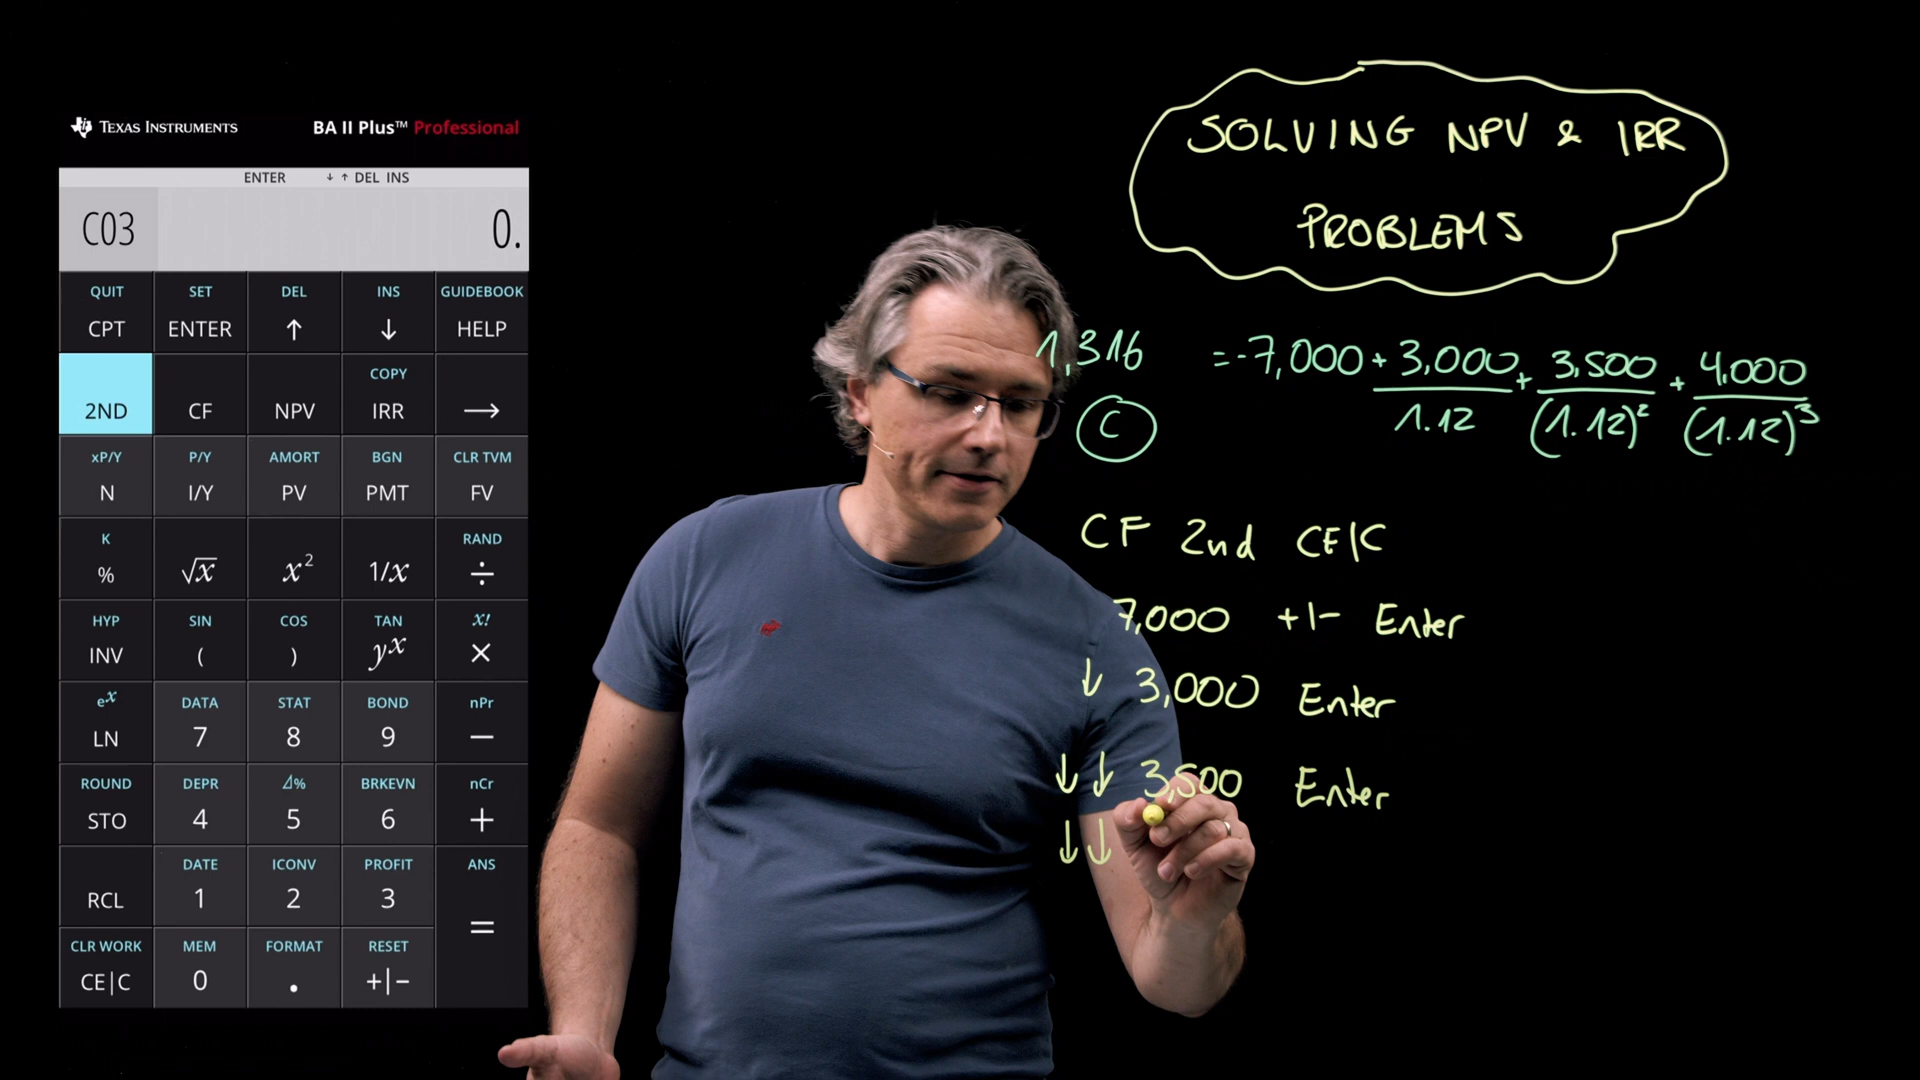 TEXAS INSTRUMENTS BA II Plus™ Professional
ENTER ↓ ↑ DEL INS
C03 0.
QUIT SET DEL INS GUIDEBOOK
CPT ENTER ↑ ↓ HELP
COPY
2ND CF NPV IRR →
xP/Y P/Y AMORT BGN CLR TVM
N I/Y PV PMT FV
K RAND
% √x x² 1/x ÷
HYP SIN COS TAN x!
INV ( ) yˣ ×
eˣ DATA STAT BOND nPr
LN 7 8 9 −
ROUND DEPR Δ% BRKEVN nCr
STO 4 5 6 +
DATE ICONV PROFIT ANS
RCL 1 2 3 =
CLR WORK MEM FORMAT RESET
CE|C 0 . +|−
SOLVING NPV & IRR
PROBLEMS
1,316 = -7,000 + 3,000/1.12 + 3,500/(1.12)² + 4,000/(1.12)³
C
CF 2nd CE|C
7,000 +|− Enter
↓ 3,000 Enter
↓ ↓ 3,500 Enter
↓ ↓